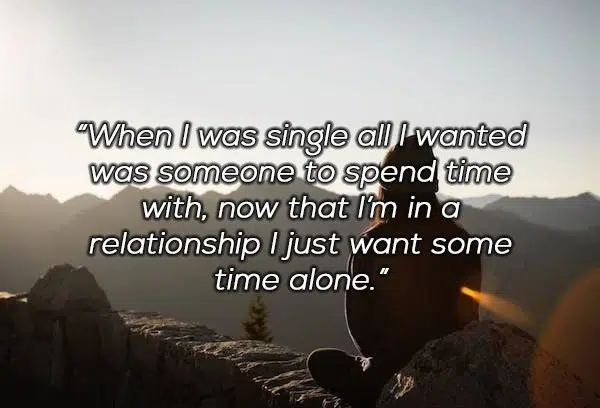 "When I was single all I wanted
was someone to spend time
with, now that I'm in a
relationship I just want some
time alone."